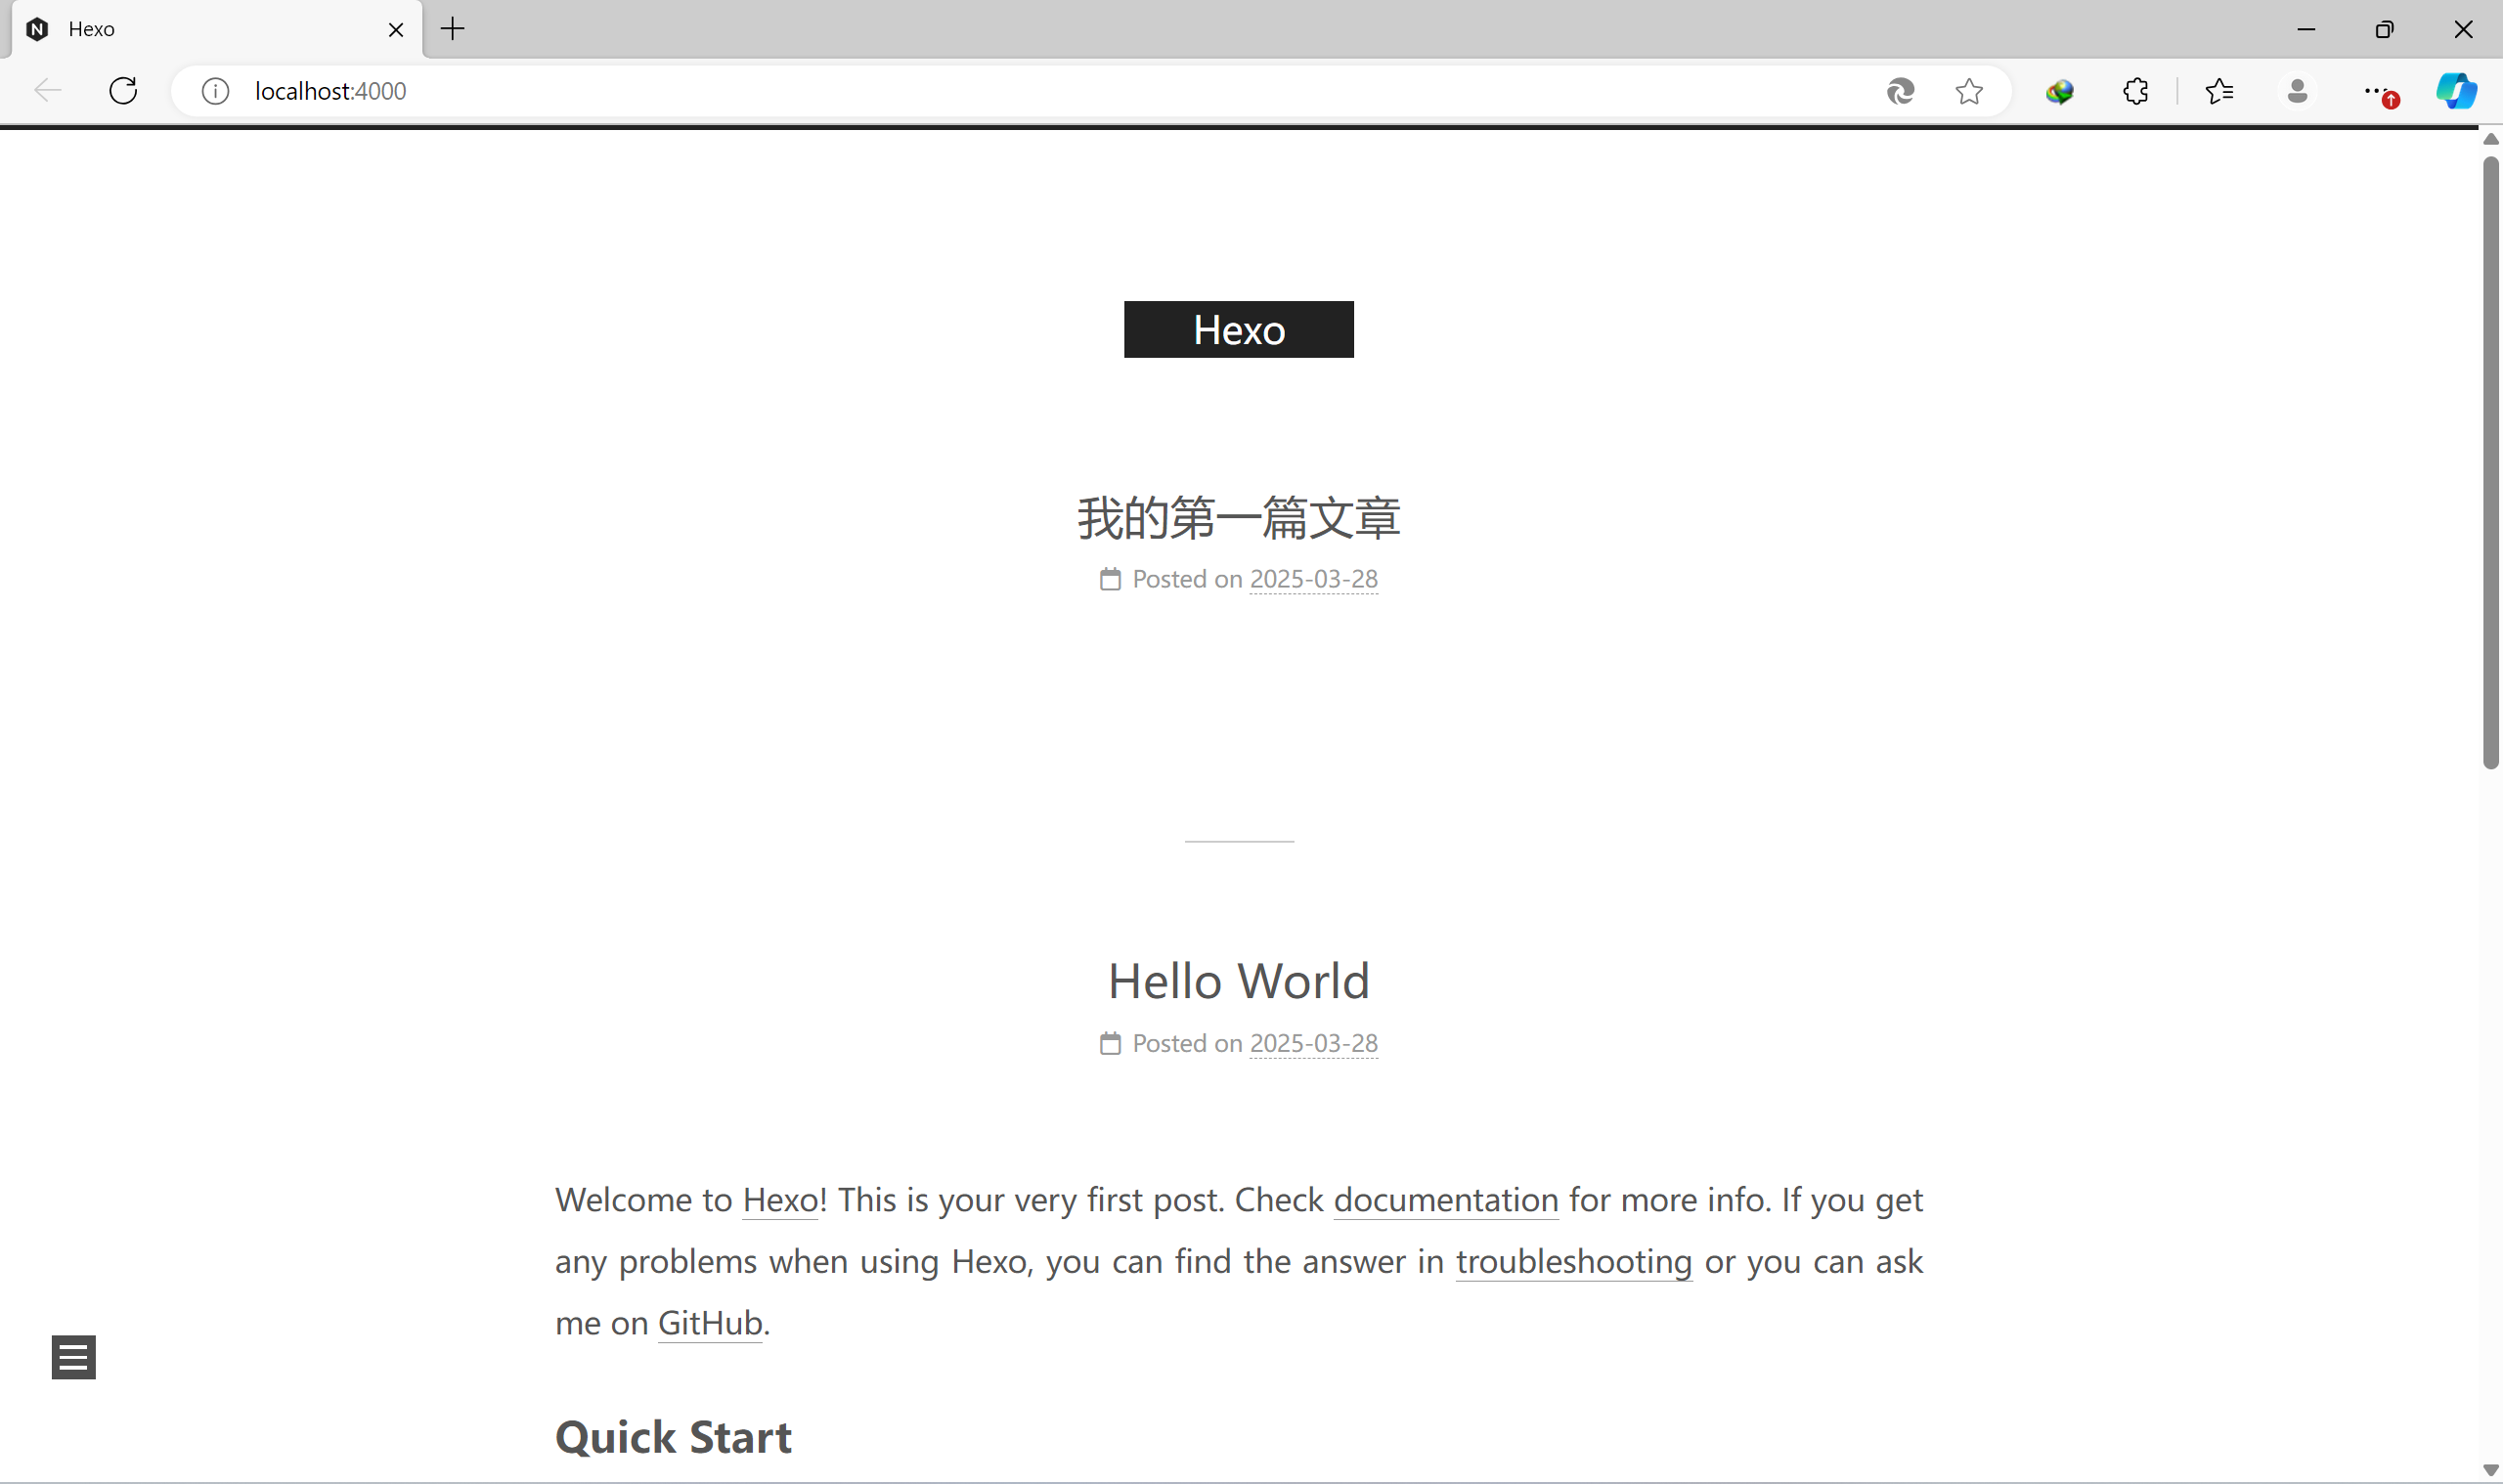 Hexo
localhost:4000
Hexo
我的第一篇文章
Posted on 2025-03-28
Hello World
Posted on 2025-03-28
Welcome to Hexo! This is your very first post. Check documentation for more info. If you get
any problems when using Hexo, you can find the answer in troubleshooting or you can ask
me on GitHub.
Quick Start